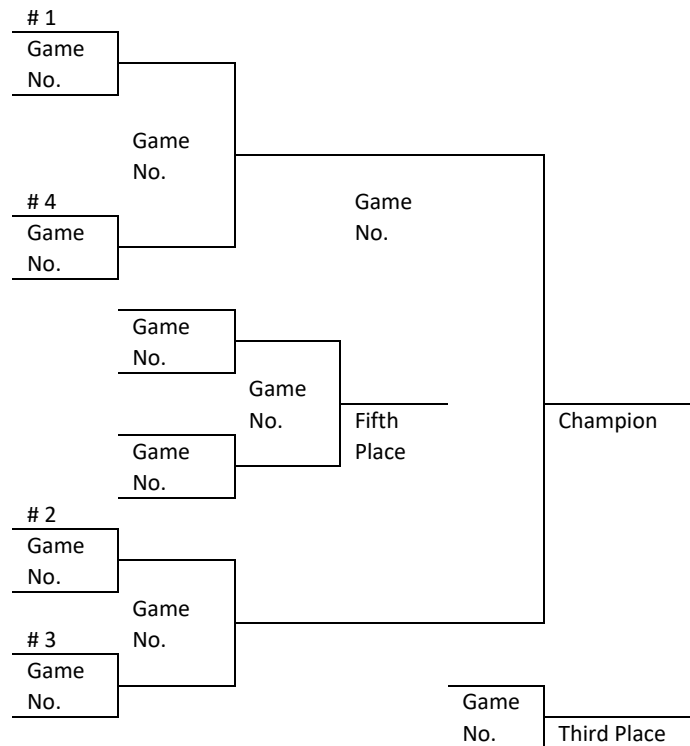 # 1
Game
No.
Game
No.
# 4
Game
No.
Game
No.
Game
No.
Game
No.
Fifth
Place
Champion
Game
No.
# 2
Game
No.
Game
No.
# 3
Game
No.
Game
No.
Third Place